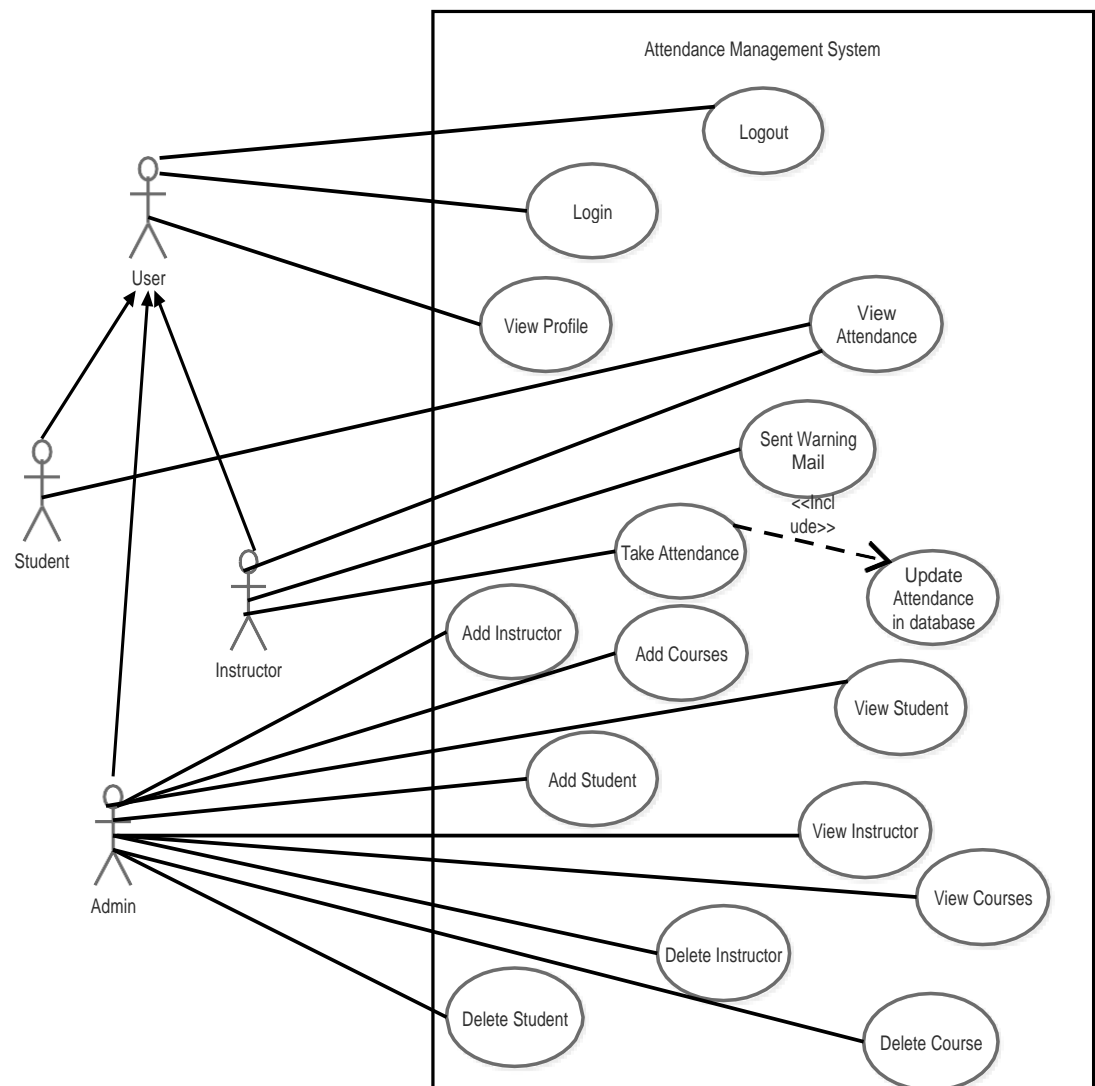 Attendance Management System
Logout
Login
User
View Profile
View
Attendance
Sent Warning
Mail
<<Incl
ude>>
Student
Take Attendance
Update
Attendance
in database
Add Instructor
Add Courses
Instructor
View Student
Add Student
View Instructor
Admin
View Courses
Delete Instructor
Delete Student
Delete Course